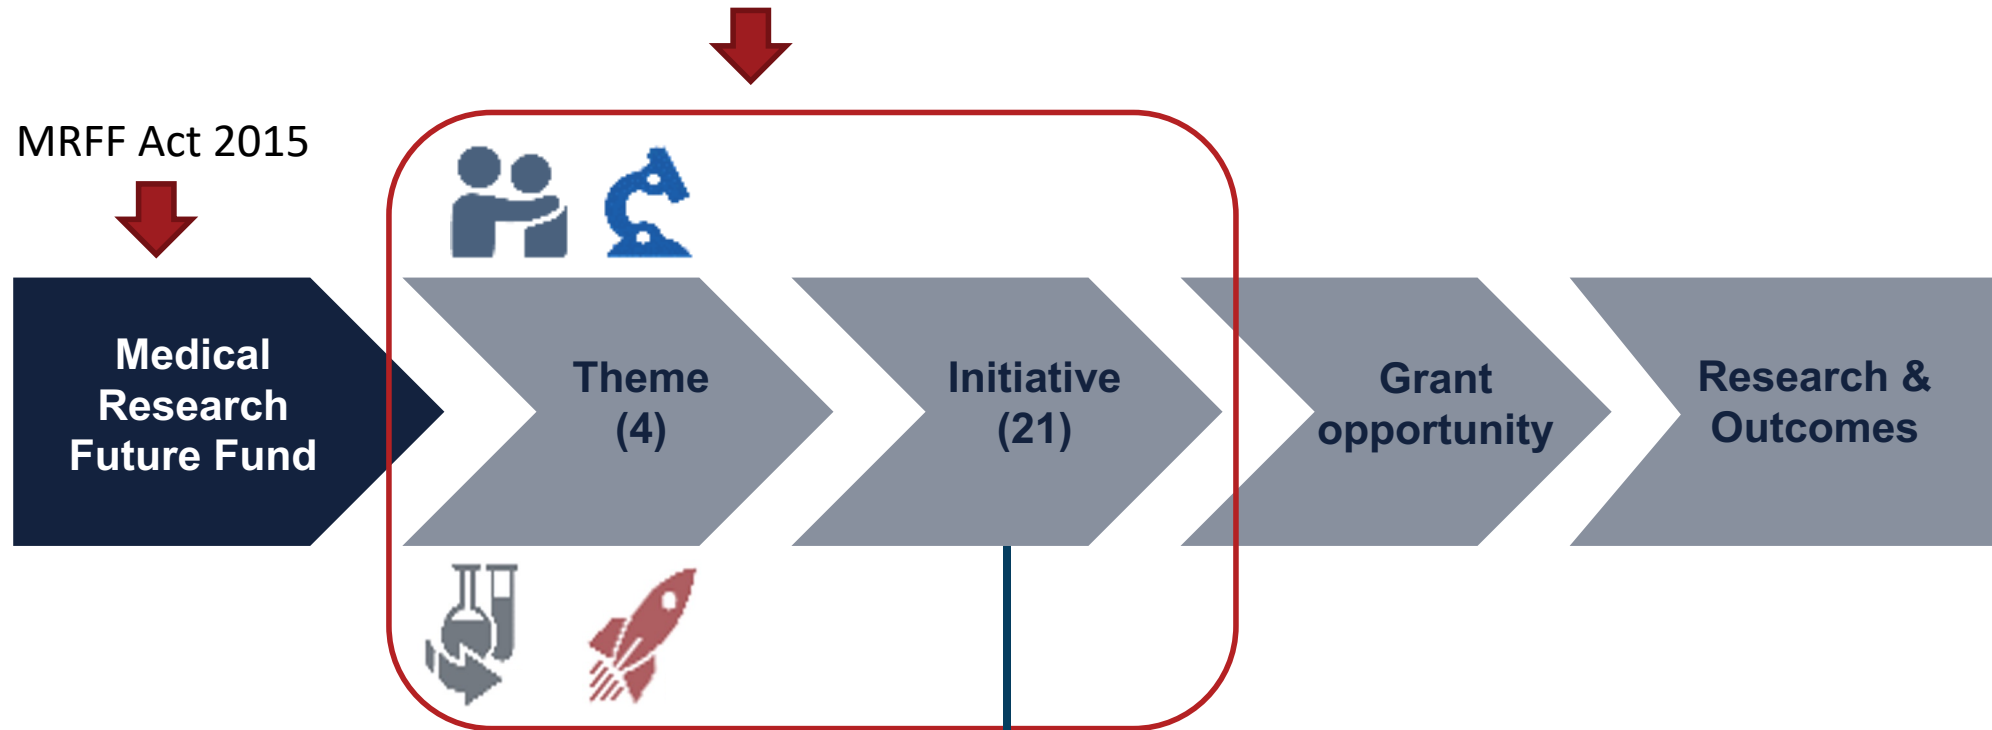 MRFF Act 2015
Medical
Research
Future Fund
Theme
(4)
Initiative
(21)
Grant
opportunity
Research &
Outcomes